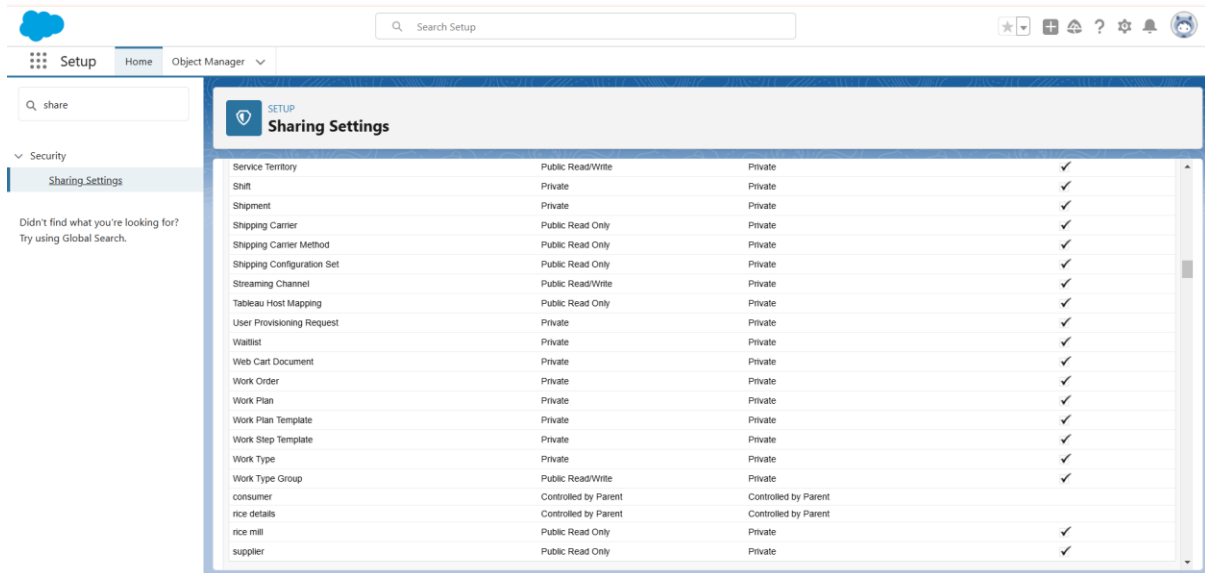 Search Setup
Setup Home Object Manager
share
SETUP
Sharing Settings
Security
Sharing Settings
Didn't find what you're looking for?
Try using Global Search.
Service Territory Public Read/Write Private
Shift Private Private
Shipment Private Private
Shipping Carrier Public Read Only Private
Shipping Carrier Method Public Read Only Private
Shipping Configuration Set Public Read Only Private
Streaming Channel Public Read/Write Private
Tableau Host Mapping Public Read Only Private
User Provisioning Request Private Private
Waitlist Private Private
Web Cart Document Private Private
Work Order Private Private
Work Plan Private Private
Work Plan Template Private Private
Work Step Template Private Private
Work Type Private Private
Work Type Group Public Read/Write Private
consumer Controlled by Parent Controlled by Parent
rice details Controlled by Parent Controlled by Parent
rice mill Public Read Only Private
supplier Public Read Only Private